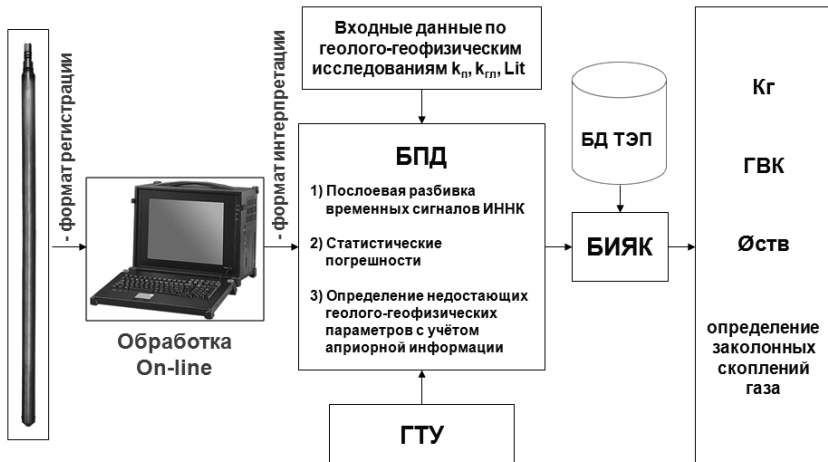 - формат регистрации
Обработка
On-line
- формат интерпретации
Входные данные по
геолого-геофизическим
исследованиям kп, kгл, Lit
БПД
1) Послоевая разбивка
временных сигналов ИННК
2) Статистические
погрешности
3) Определение недостающих
геолого-геофизических
параметров с учётом
априорной информации
ГТУ
БД ТЭП
БИЯК
Кг
ГВК
Øств
определение
заколонных
скоплений
газа